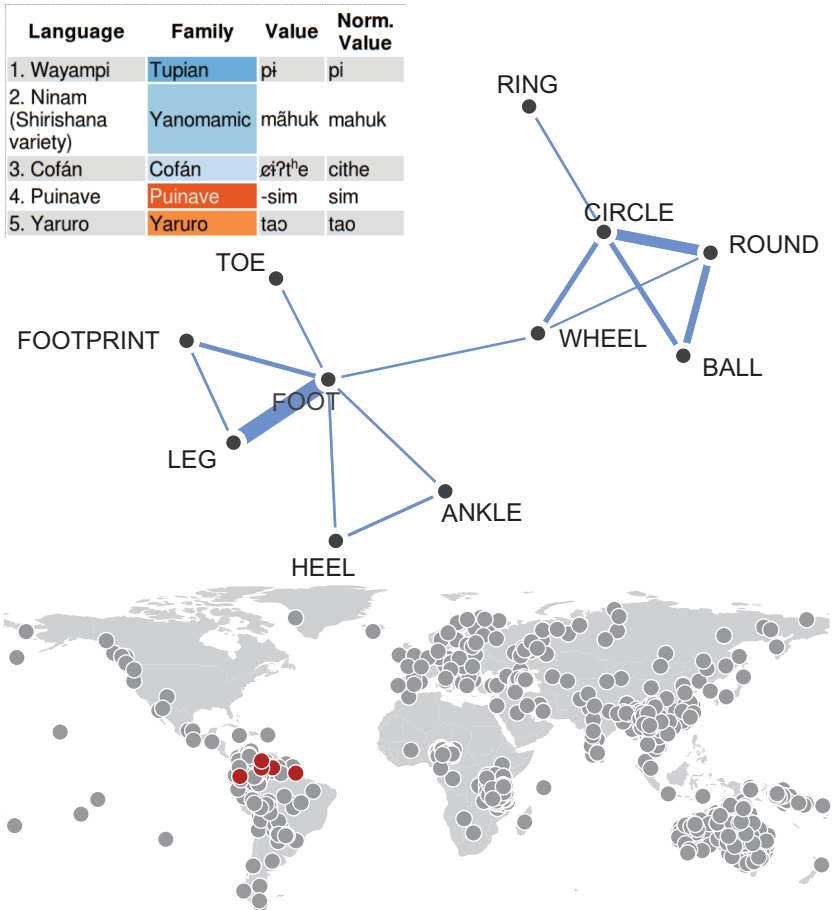 Language Family Value Norm. Value
1. Wayampi Tupian pɨ pi
2. Ninam (Shirishana variety) Yanomamic mãhuk mahuk
3. Cofán Cofán cithe
4. Puinave Puinave -sim sim
5. Yaruro Yaruro taɔ tao
RING
CIRCLE
ROUND
TOE
FOOTPRINT
WHEEL
BALL
FOOT
LEG
ANKLE
HEEL